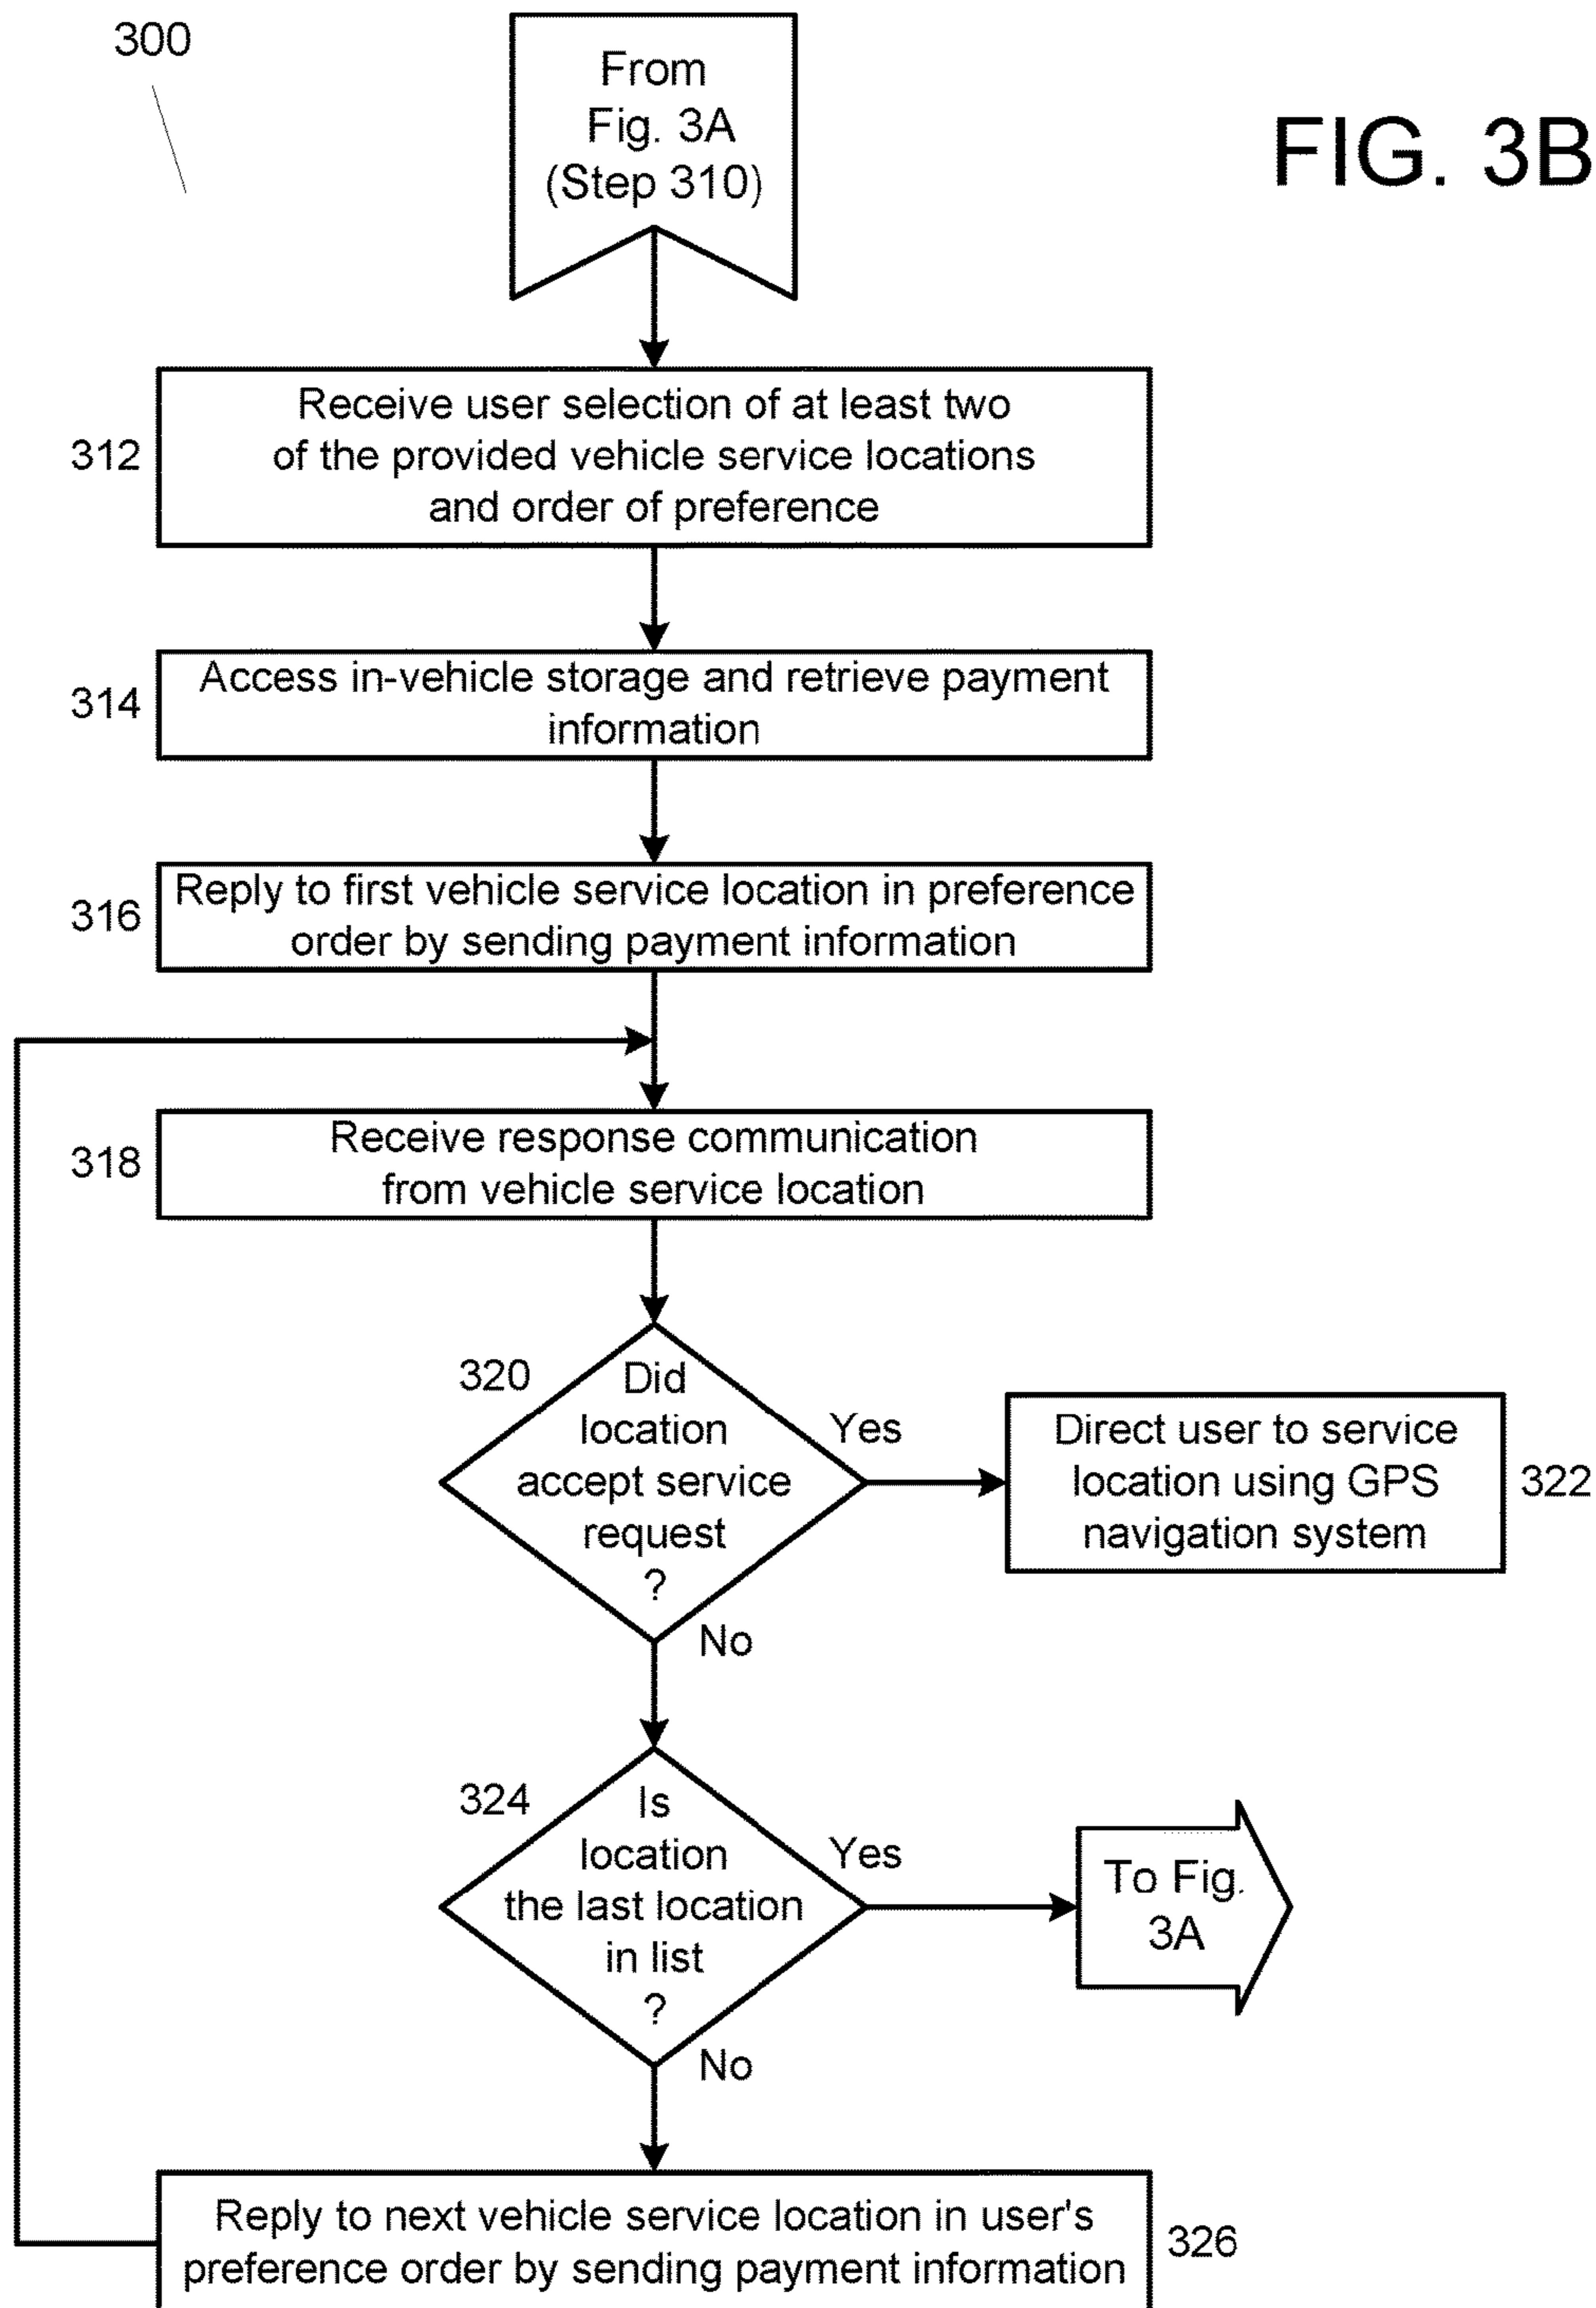 300
From
Fig. 3A
(Step 310)
FIG. 3B
Receive user selection of at least two
of the provided vehicle service locations
and order of preference
312
Access in-vehicle storage and retrieve payment
information
314
Reply to first vehicle service location in preference
order by sending payment information
316
Receive response communication
from vehicle service location
318
320
Did
location
accept service
request
?
Yes
No
Direct user to service
location using GPS
navigation system
322
324
Is
location
the last location
in list
?
Yes
No
To Fig.
3A
Reply to next vehicle service location in user's
preference order by sending payment information
326